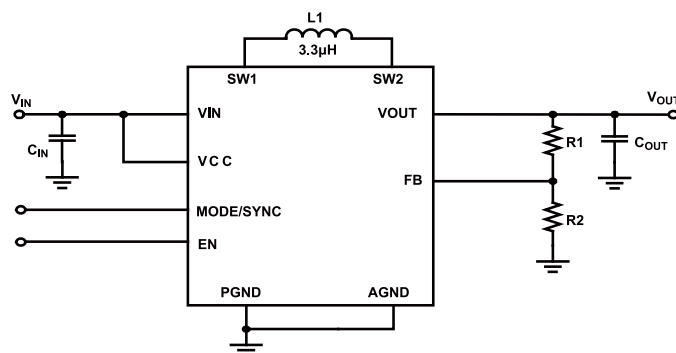 L1
3.3µH
SW1 SW2
VIN
VIN VOUT
VOUT
CIN
R1
COUT
VCC
FB
MODE/SYNC
R2
EN
PGND AGND